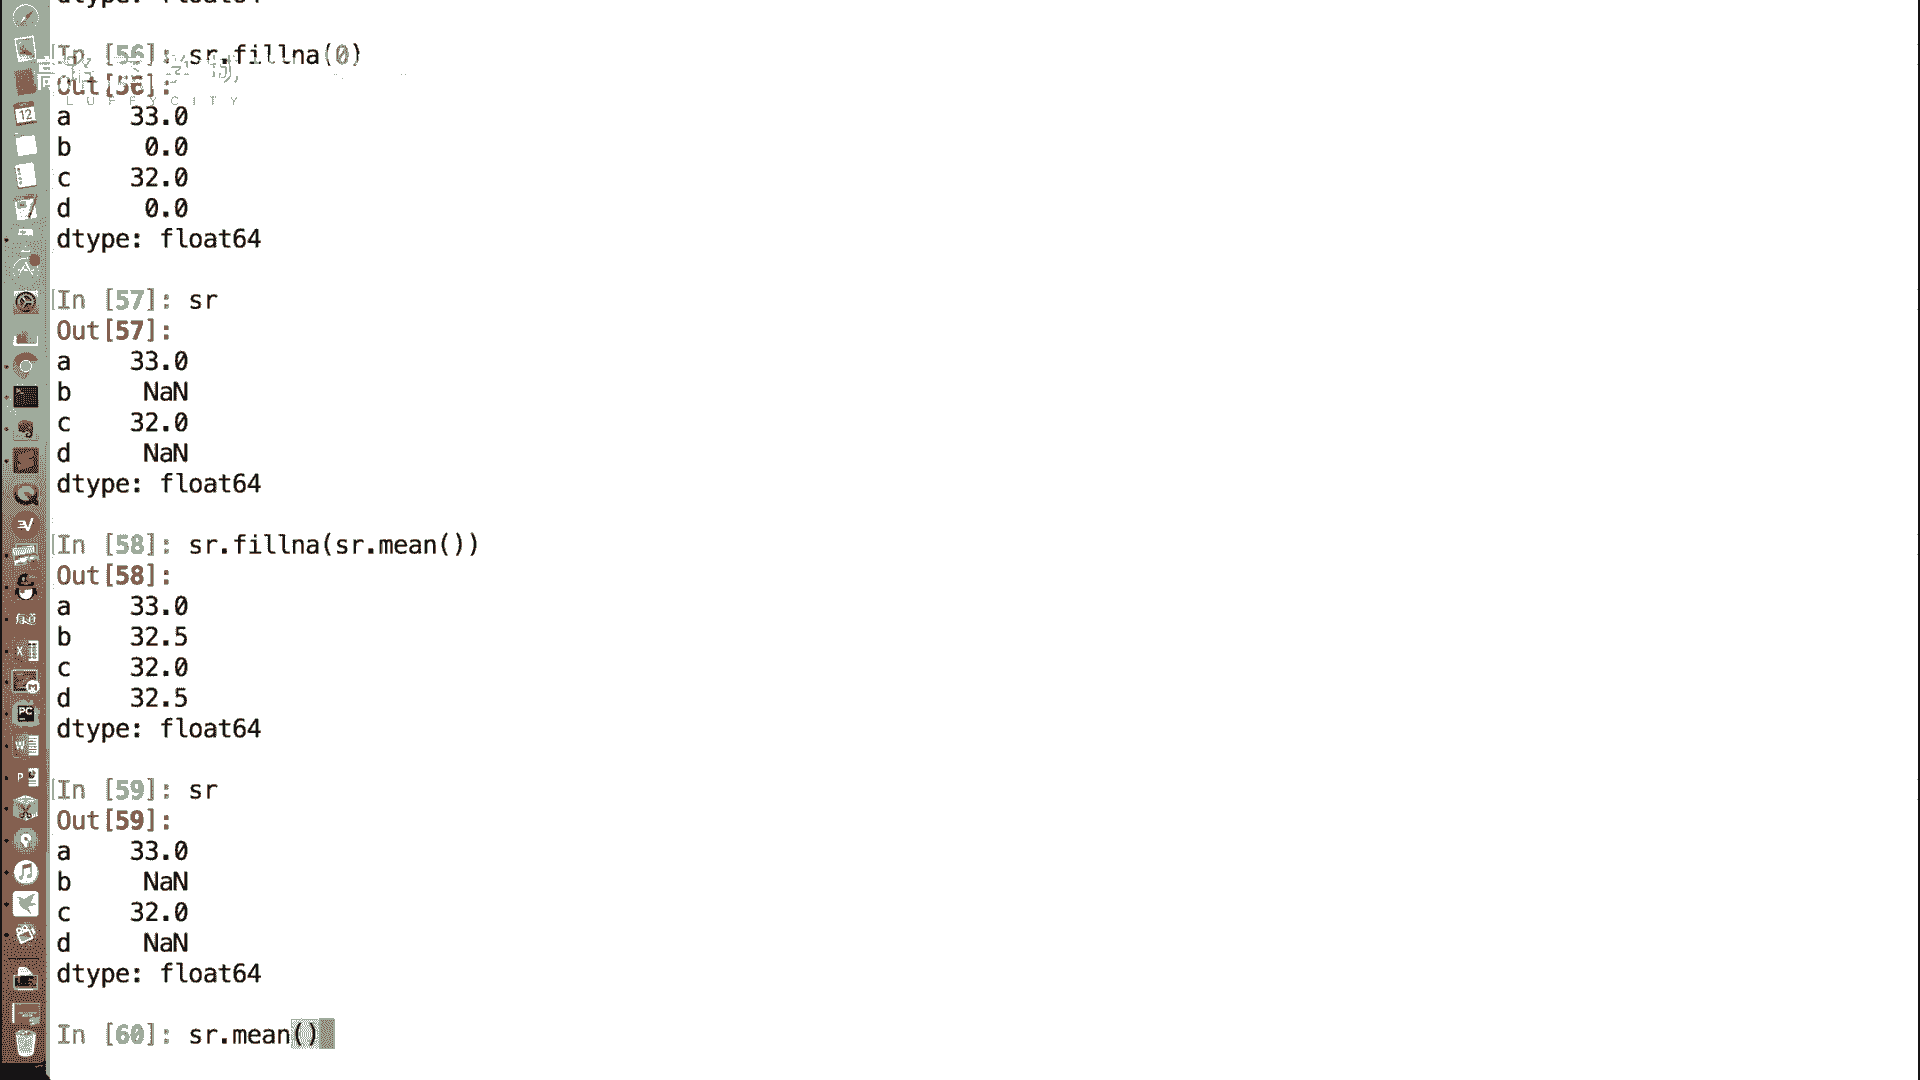 dtype: float64
In [56]: sr.fillna(0)
Out[56]:
LUFFYCITY
a 33.0
b 0.0
c 32.0
d 0.0
dtype: float64
In [57]: sr
Out[57]:
a 33.0
b NaN
c 32.0
d NaN
dtype: float64
In [58]: sr.fillna(sr.mean())
Out[58]:
a 33.0
b 32.5
c 32.0
d 32.5
dtype: float64
In [59]: sr
Out[59]:
a 33.0
b NaN
c 32.0
d NaN
dtype: float64
In [60]: sr.mean()